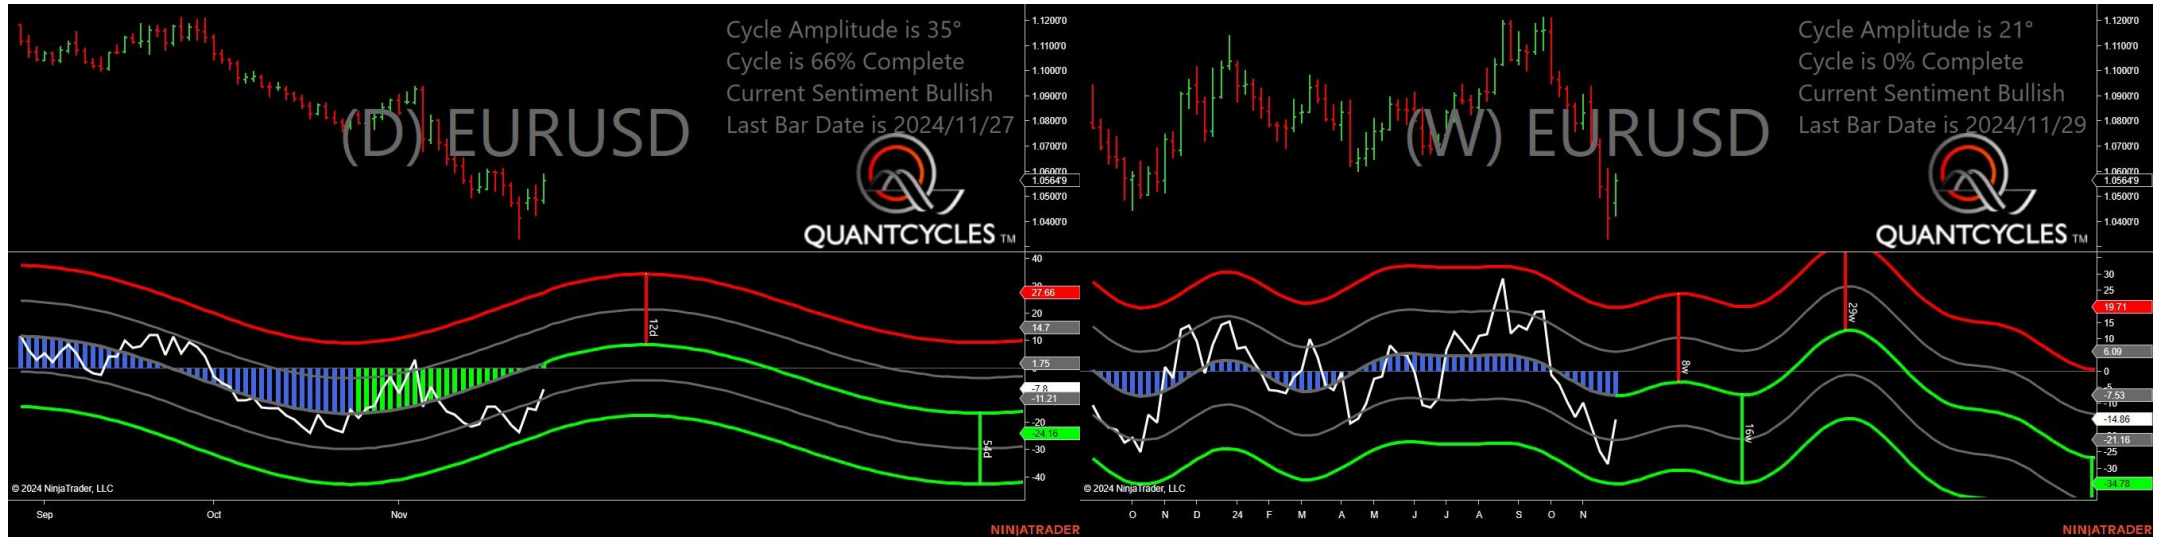 Cycle Amplitude is 35°
Cycle is 66% Complete
Current Sentiment Bullish
Last Bar Date is 2024/11/27
(D) EURUSD
QUANTCYCLES TM
1.1200'0
1.1100'0
1.1000'0
1.0900'0
1.0800'0
1.0700'0
1.0600'0
1.0564'9
1.0500'0
1.0400'0
40
27.66
20
14.7
10
1.75
-7.8
-11.21
-20
-24.16
-30
-40
12d
54d
© 2024 NinjaTrader, LLC
Sep Oct Nov
NINJATRADER
Cycle Amplitude is 21°
Cycle is 0% Complete
Current Sentiment Bullish
Last Bar Date is 2024/11/29
(W) EURUSD
QUANTCYCLES TM
1.1200'0
1.1100'0
1.1000'0
1.0900'0
1.0800'0
1.0700'0
1.0600'0
1.0564'9
1.0500'0
1.0400'0
30
25
19.71
15
10
6.09
0
-5
-7.53
-10
-14.86
-21.16
-25
-30
-34.78
8w
16w
29w
© 2024 NinjaTrader, LLC
O N D 24 F M A M J J A S O N
NINJATRADER